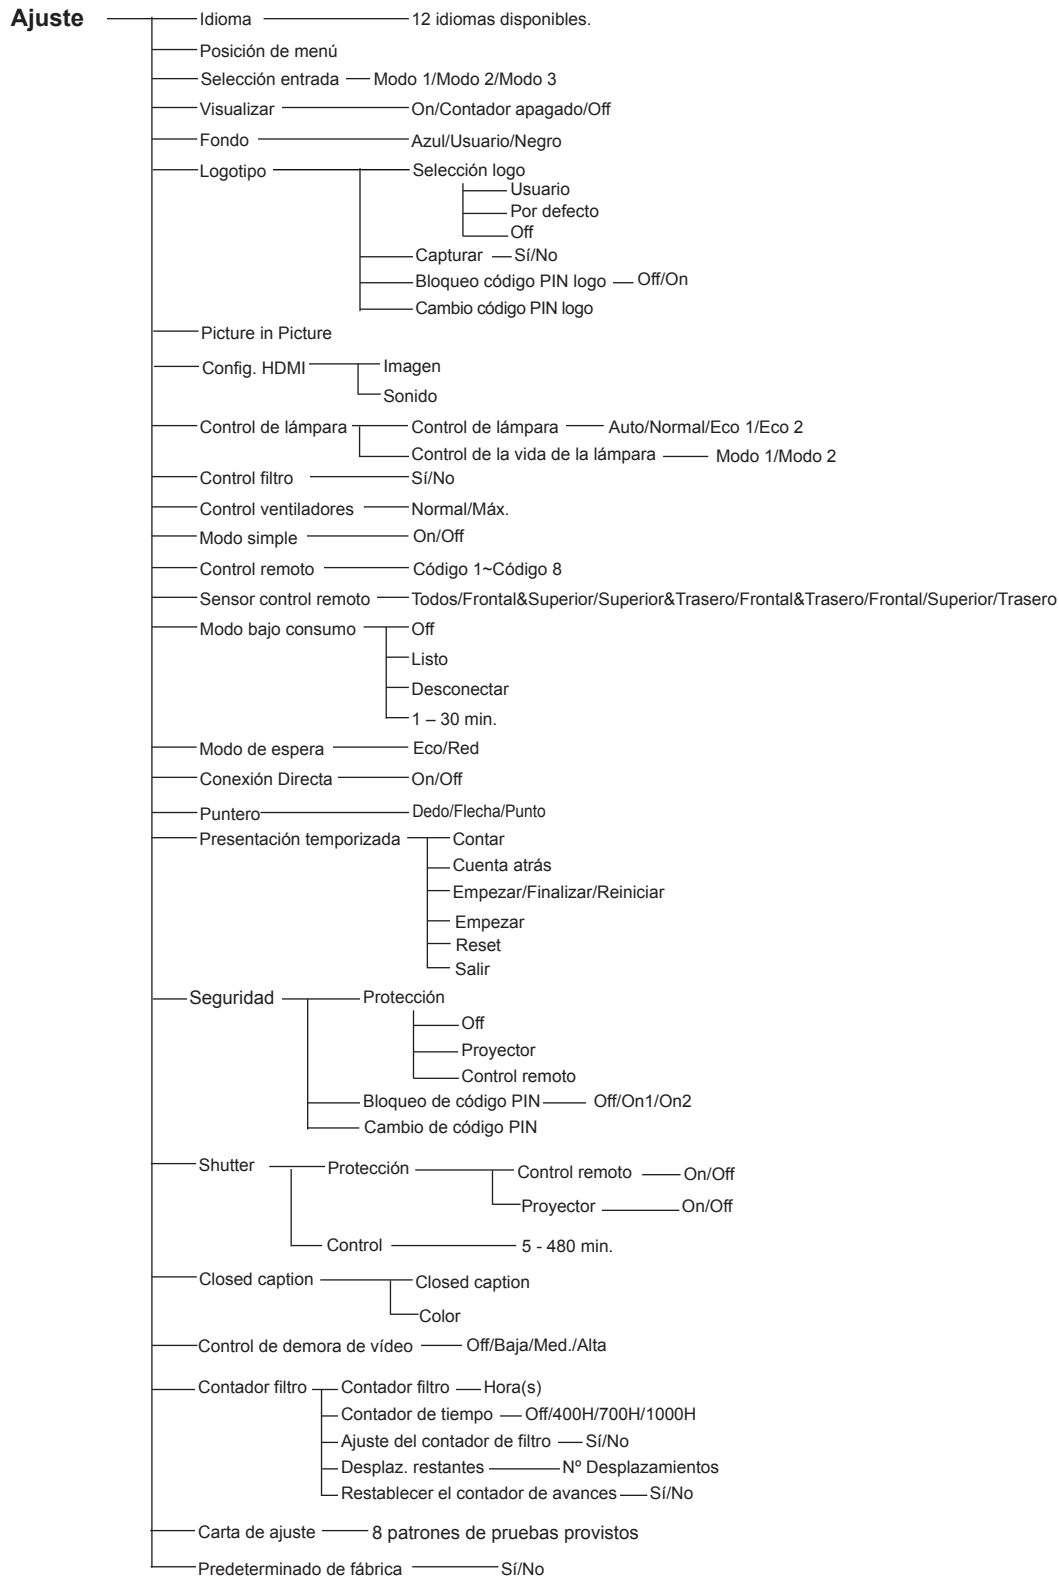 Ajuste
Idioma 12 idiomas disponibles.
Posición de menú
Selección entrada Modo 1/Modo 2/Modo 3
Visualizar On/Contador apagado/Off
Fondo Azul/Usuario/Negro
Logotipo Selección logo
Usuario
Por defecto
Off
Capturar Sí/No
Bloqueo código PIN logo Off/On
Cambio código PIN logo
Picture in Picture
Config. HDMI Imagen
Sonido
Control de lámpara Control de lámpara Auto/Normal/Eco 1/Eco 2
Control de la vida de la lámpara Modo 1/Modo 2
Control filtro Sí/No
Control ventiladores Normal/Máx.
Modo simple On/Off
Control remoto Código 1~Código 8
Sensor control remoto Todos/Frontal&Superior/Superior&Trasero/Frontal&Trasero/Frontal/Superior/Trasero
Modo bajo consumo Off
Listo
Desconectar
1 – 30 min.
Modo de espera Eco/Red
Conexión Directa On/Off
Puntero Dedo/Flecha/Punto
Presentación temporizada Contar
Cuenta atrás
Empezar/Finalizar/Reiniciar
Empezar
Reset
Salir
Seguridad Protección
Off
Proyector
Control remoto
Bloqueo de código PIN Off/On1/On2
Cambio de código PIN
Shutter Protección Control remoto On/Off
Proyector On/Off
Control 5 - 480 min.
Closed caption Closed caption
Color
Control de demora de vídeo Off/Baja/Med./Alta
Contador filtro Contador filtro Hora(s)
Contador de tiempo Off/400H/700H/1000H
Ajuste del contador de filtro Sí/No
Desplaz. restantes Nº Desplazamientos
Restablecer el contador de avances Sí/No
Carta de ajuste 8 patrones de pruebas provistos
Predeterminado de fábrica Sí/No